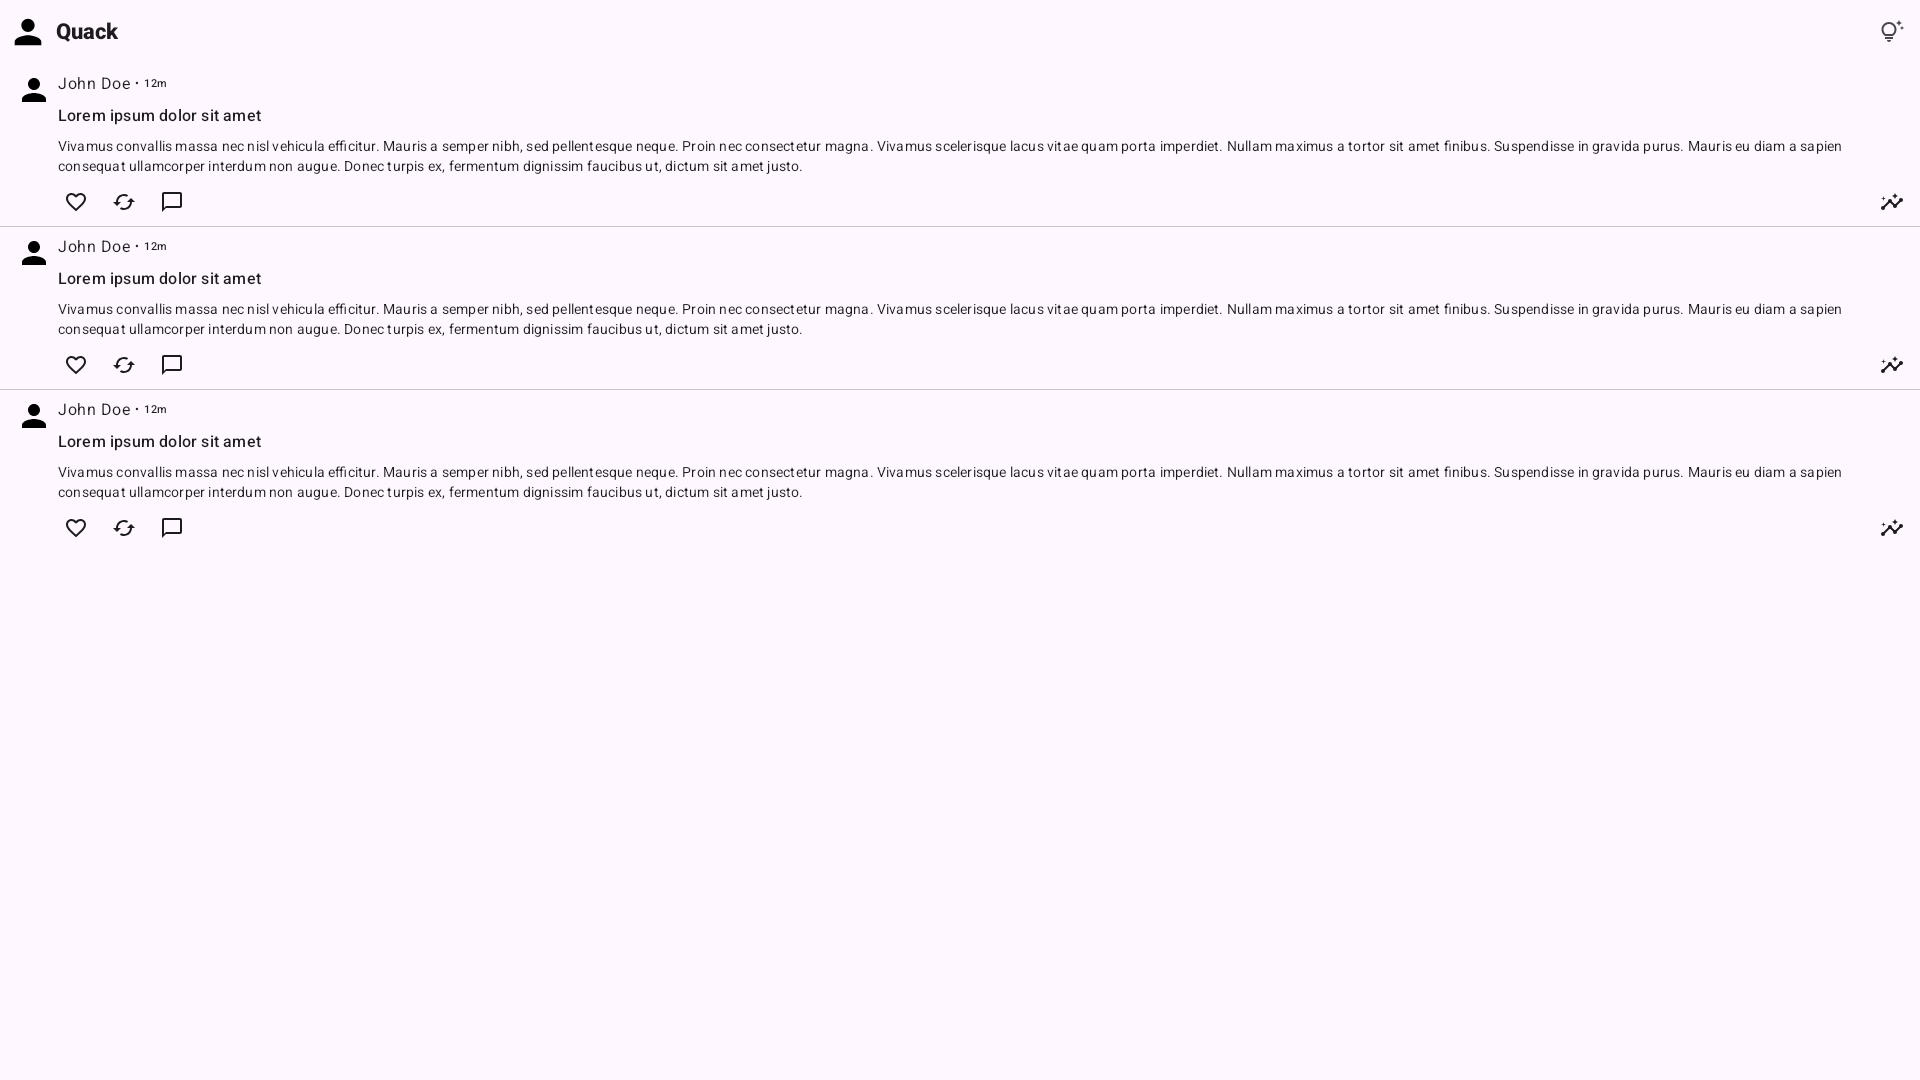 Quack
John Doe · 12m
Lorem ipsum dolor sit amet
Vivamus convallis massa nec nisl vehicula efficitur. Mauris a semper nibh, sed pellentesque neque. Proin nec consectetur magna. Vivamus scelerisque lacus vitae quam porta imperdiet. Nullam maximus a tortor sit amet finibus. Suspendisse in gravida purus. Mauris eu diam a sapien
consequat ullamcorper interdum non augue. Donec turpis ex, fermentum dignissim faucibus ut, dictum sit amet justo.
John Doe · 12m
Lorem ipsum dolor sit amet
Vivamus convallis massa nec nisl vehicula efficitur. Mauris a semper nibh, sed pellentesque neque. Proin nec consectetur magna. Vivamus scelerisque lacus vitae quam porta imperdiet. Nullam maximus a tortor sit amet finibus. Suspendisse in gravida purus. Mauris eu diam a sapien
consequat ullamcorper interdum non augue. Donec turpis ex, fermentum dignissim faucibus ut, dictum sit amet justo.
John Doe · 12m
Lorem ipsum dolor sit amet
Vivamus convallis massa nec nisl vehicula efficitur. Mauris a semper nibh, sed pellentesque neque. Proin nec consectetur magna. Vivamus scelerisque lacus vitae quam porta imperdiet. Nullam maximus a tortor sit amet finibus. Suspendisse in gravida purus. Mauris eu diam a sapien
consequat ullamcorper interdum non augue. Donec turpis ex, fermentum dignissim faucibus ut, dictum sit amet justo.